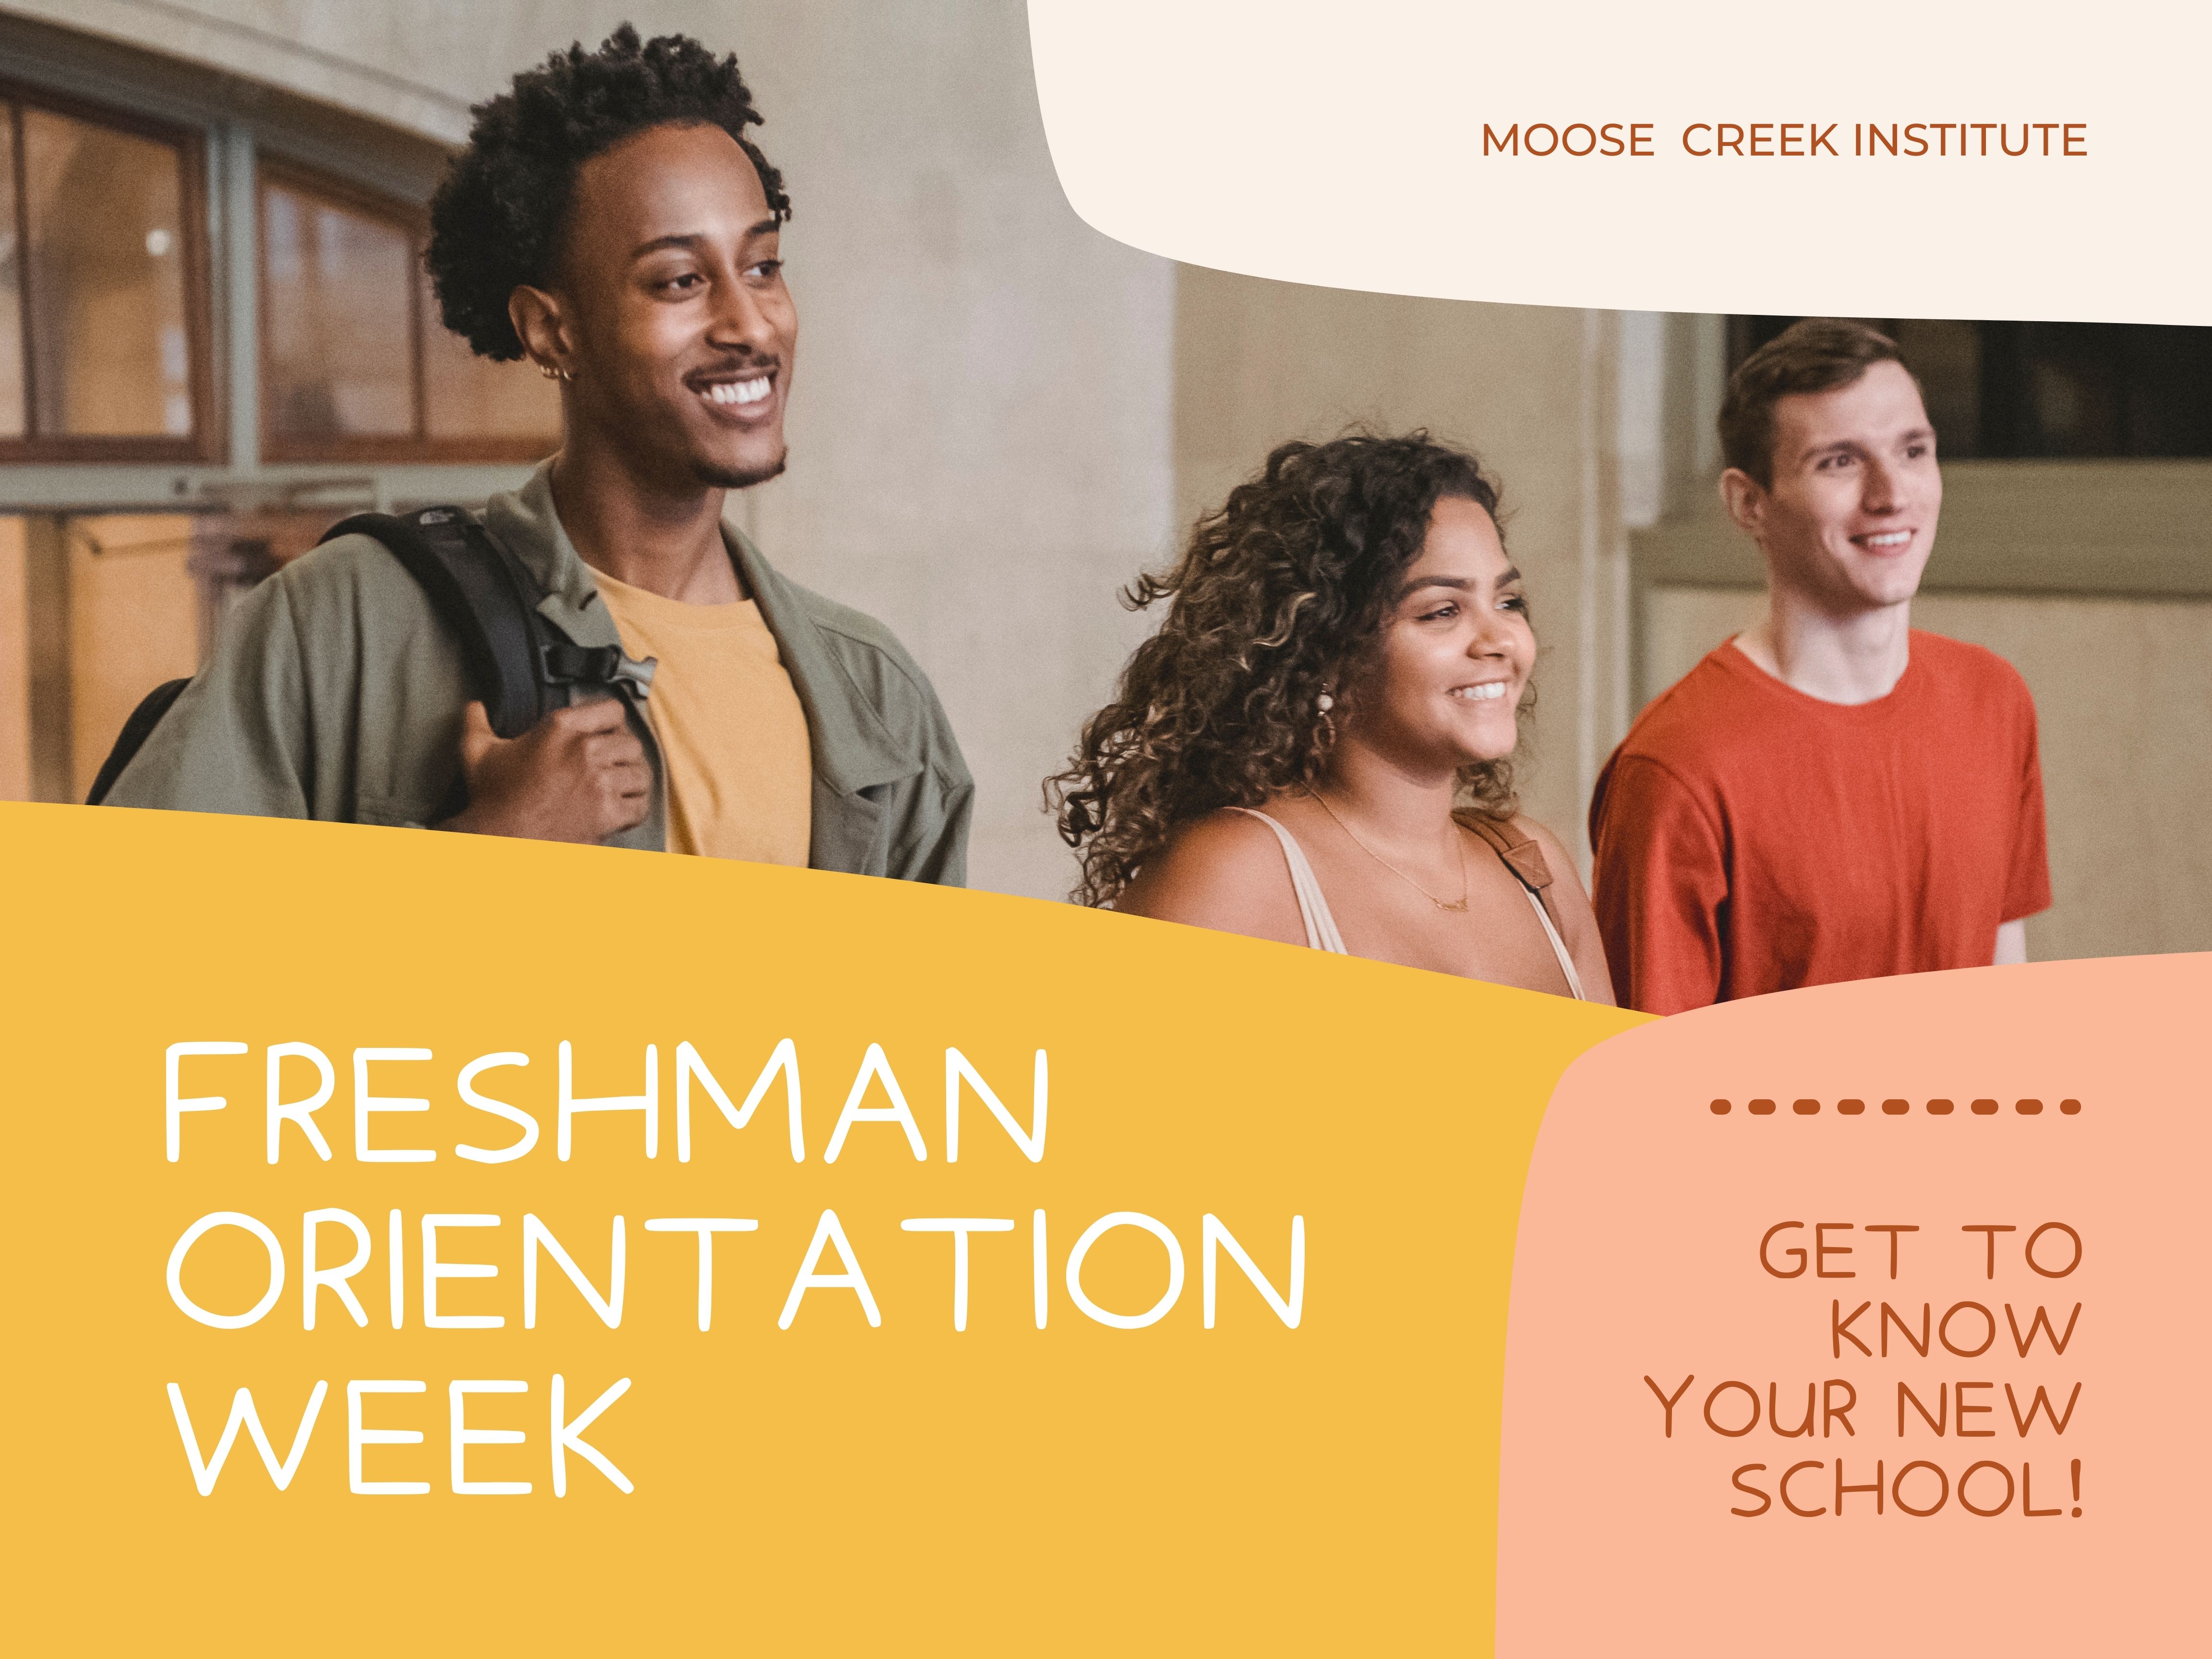 MOOSE CREEK INSTITUTE
FRESHMAN
ORIENTATION
WEEK
GET TO
KNOW
YOUR NEW
SCHOOL!